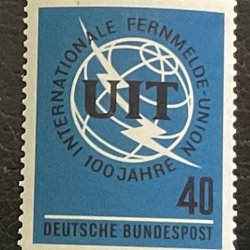 INTERNATIONALE FERNMELDE-UNION
UIT
100 JAHRE
40
DEUTSCHE BUNDESPOST